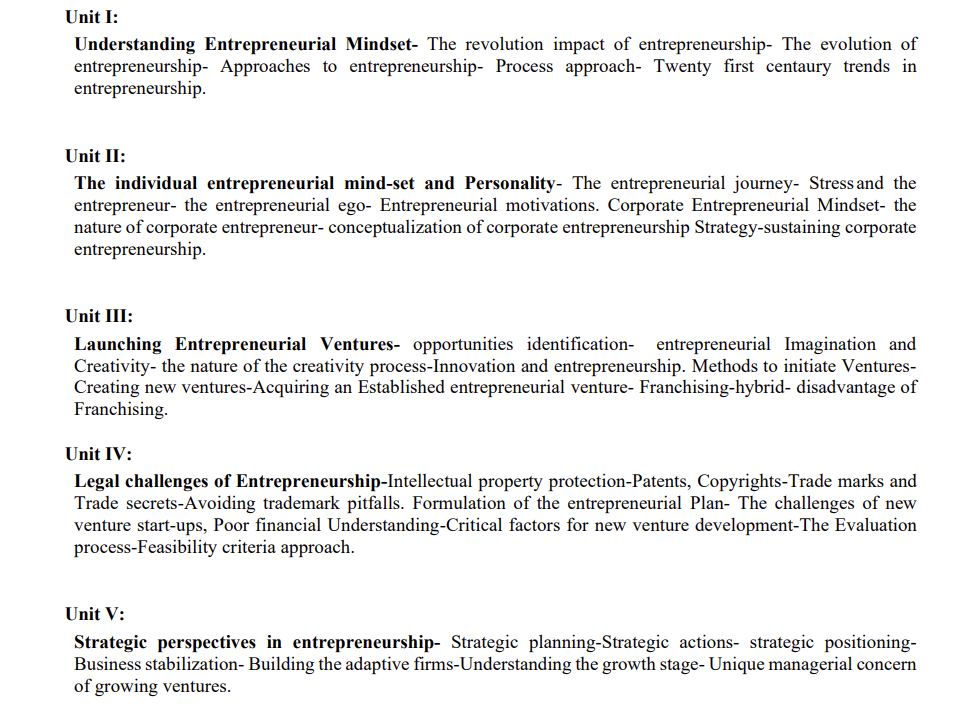 Unit I:
Understanding Entrepreneurial Mindset- The revolution impact of entrepreneurship- The evolution of
entrepreneurship- Approaches to entrepreneurship- Process approach- Twenty first centaury trends in
entrepreneurship.
Unit II:
The individual entrepreneurial mind-set and Personality- The entrepreneurial journey- Stress and the
entrepreneur- the entrepreneurial ego- Entrepreneurial motivations. Corporate Entrepreneurial Mindset- the
nature of corporate entrepreneur- conceptualization of corporate entrepreneurship Strategy-sustaining corporate
entrepreneurship.
Unit III:
Launching Entrepreneurial Ventures- opportunities identification- entrepreneurial Imagination and
Creativity- the nature of the creativity process-Innovation and entrepreneurship. Methods to initiate Ventures-
Creating new ventures-Acquiring an Established entrepreneurial venture- Franchising-hybrid- disadvantage of
Franchising.
Unit IV:
Legal challenges of Entrepreneurship-Intellectual property protection-Patents, Copyrights-Trade marks and
Trade secrets-Avoiding trademark pitfalls. Formulation of the entrepreneurial Plan- The challenges of new
venture start-ups, Poor financial Understanding-Critical factors for new venture development-The Evaluation
process-Feasibility criteria approach.
Unit V:
Strategic perspectives in entrepreneurship- Strategic planning-Strategic actions- strategic positioning-
Business stabilization- Building the adaptive firms-Understanding the growth stage- Unique managerial concern
of growing ventures.